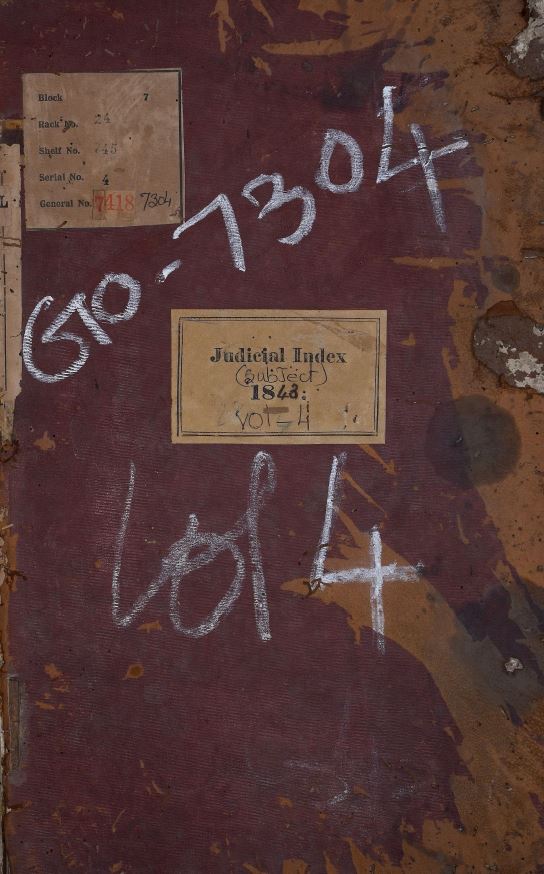 Block 7
Rack No. 24
Shelf No. 45
Serial No. 4
General No. 7418 7304
GO-7304
Judicial Index
(Subject)
1843.
Vol-4
Vol 4